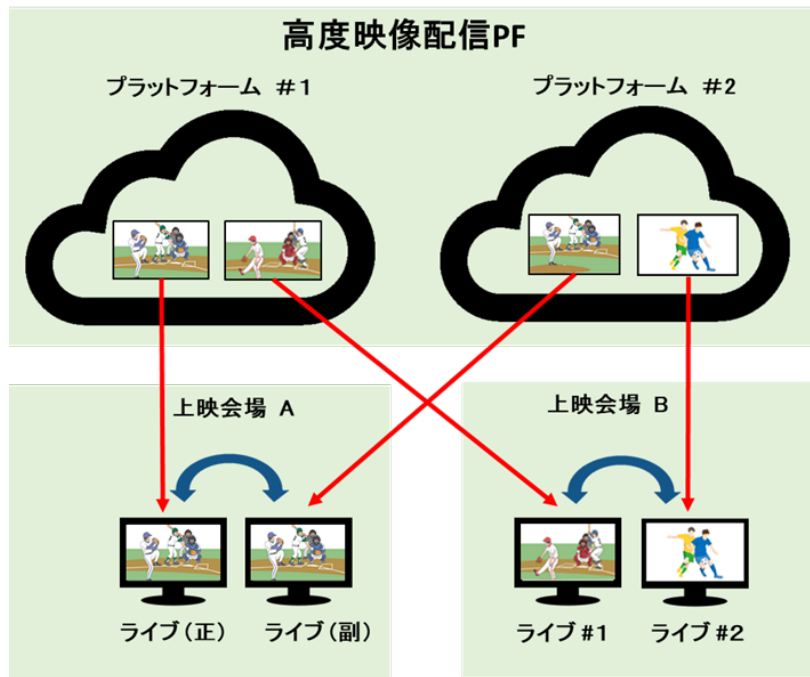 高度映像配信PF
プラットフォーム #1
プラットフォーム #2
上映会場 A
上映会場 B
ライブ(正)
ライブ(副)
ライブ#1
ライブ#2